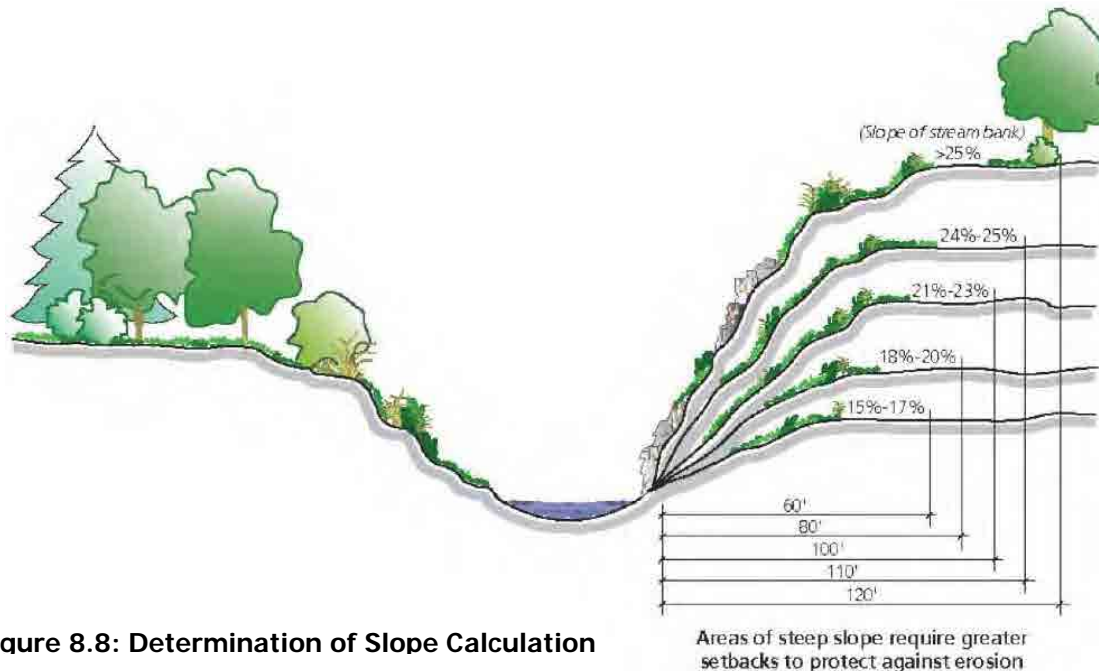 (Slope of stream bank)
>25%
24%-25%
21%-23%
18%-20%
15%-17%
60'
80'
100'
110'
120'
gure 8.8: Determination of Slope Calculation
Areas of steep slope require greater
setbacks to protect against erosion